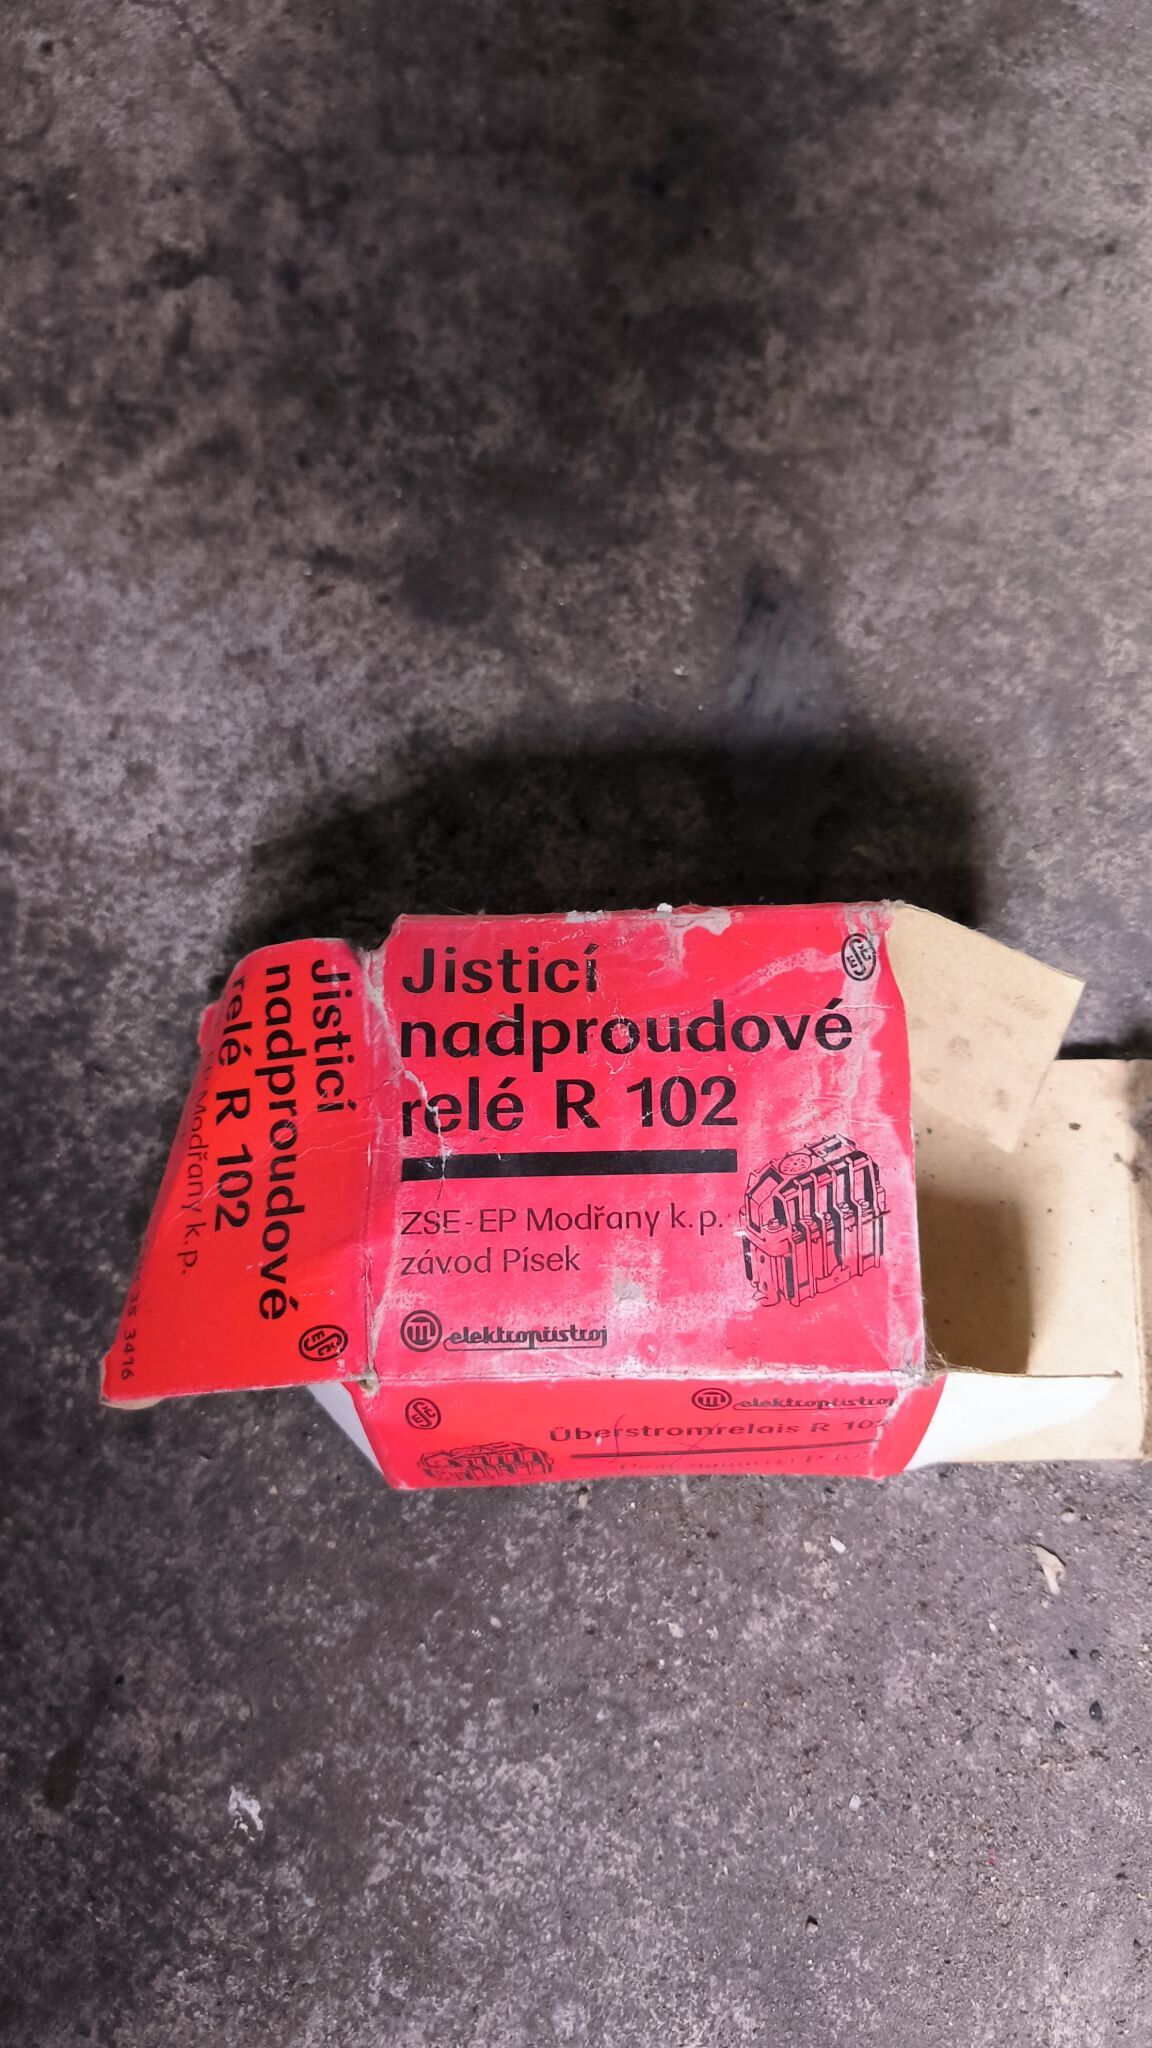 Jisticí
nadproudové
relé R 102
ZSE-EP Modřany k.p.
závod Písek
elektropřístroj
Jisticí
nadproudové
relé R 102
Modřany k.p.
35 3416
elektropřístroj
Überstromrelais R 102